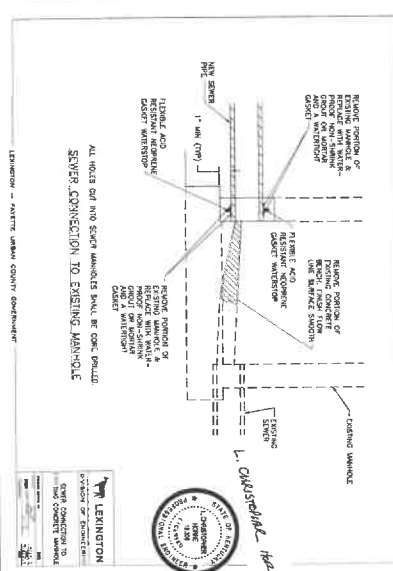 REMOVE PORTION OF
EXISTING MANHOLE &
REPLACE WITH WATER-
PROOF NON-SHRINK
GROUT OR MORTAR
AND A WATERTIGHT
GASKET
NEW SEWER
PIPE
FLEXIBLE ACID
RESISTANT NEOPRENE
GASKET WATERSTOP
1" MIN (TYP)
FLEXIBLE ACID
RESISTANT NEOPRENE
GASKET WATERSTOP
REMOVE PORTION OF
EXISTING CONCRETE
BENCH. FINISH FLOW
LINE SURFACE SMOOTH
EXISTING MANHOLE
REMOVE PORTION OF
EXISTING MANHOLE &
REPLACE WITH WATER-
PROOF NON-SHRINK
GROUT OR MORTAR
AND A WATERTIGHT
GASKET
EXISTING
SEWER
ALL HOLES CUT INTO SEWER MANHOLES SHALL BE CORE DRILLED.
SEWER CONNECTION TO EXISTING MANHOLE
L. CHRISTOPHER
STATE OF KENTUCKY
L. CHRISTOPHER
HORNE
LICENSED
PROFESSIONAL
LEXINGTON
DIVISION OF ENGINEERING
SEWER CONNECTION TO
CONCRETE MANHOLE
LEXINGTON - FAYETTE URBAN COUNTY GOVERNMENT